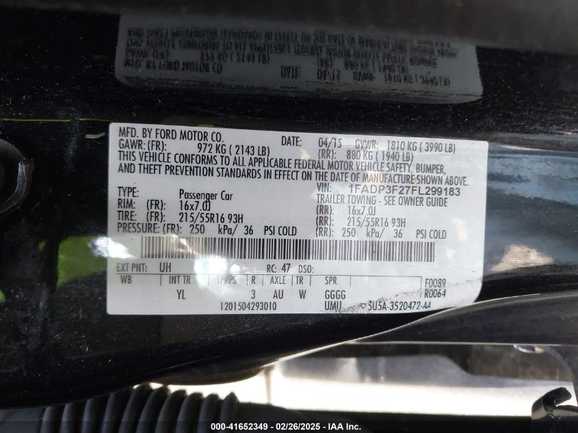 MFD. BY FORD MOTOR CO.
DATE: 04/15 GVWR: 1810 KG ( 3990 LB)
GAWR: (FR): 972 KG ( 2143 LB) (RR): 880 KG ( 1940 LB)
THIS VEHICLE CONFORMS TO ALL APPLICABLE FEDERAL MOTOR VEHICLE SAFETY, BUMPER,
AND THEFT PREVENTION STANDARDS IN EFFECT ON THE DATE OF MANUFACTURE SHOWN ABOVE.
VIN: 1FADP3F27FL299183
TYPE: Passenger Car TRAILER TOWING - SEE OWNER GUIDE
RIM: (FR): 16x7.0J (RR): 16x7.0J
TIRE: (FR): 215/55R16 93H (RR): 215/55R16 93H
PRESSURE: (FR): 250 kPa/ 36 PSI COLD (RR): 250 kPa/ 36 PSI COLD
EXT PNT: UH RC: 47 DSO:
WB INT TR R AXLE TR SPR. F0089
YL 3 AU W GGGG R0064
1201504293010 5U5A-3520472-AA
000-41652349 — 02/26/2025 — IAA Inc.